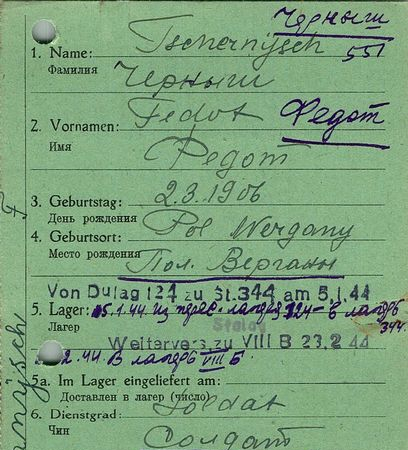 Черныш
1. Name: Tschernysch 551
Фамилия Черныш
2. Vornamen: Fedot Федот
Имя Федот
3. Geburtstag: 2.3.1906
День рождения
4. Geburtsort: Pol Wergany
Место рождения Пол. Верганы
Von Dulag 124 zu St. 344 am 5.1.44
5. Lager: 5.1.44. Из перес. лагеря 124 - в лагерь 344
Лагерь Stalag
Weitervers. zu VIII B 23.2.44
2.44. В лагерь VIII Б
5a. Im Lager eingeliefert am:
Доставлен в лагерь (число)
6. Dienstgrad: Soldat
Чин Солдат